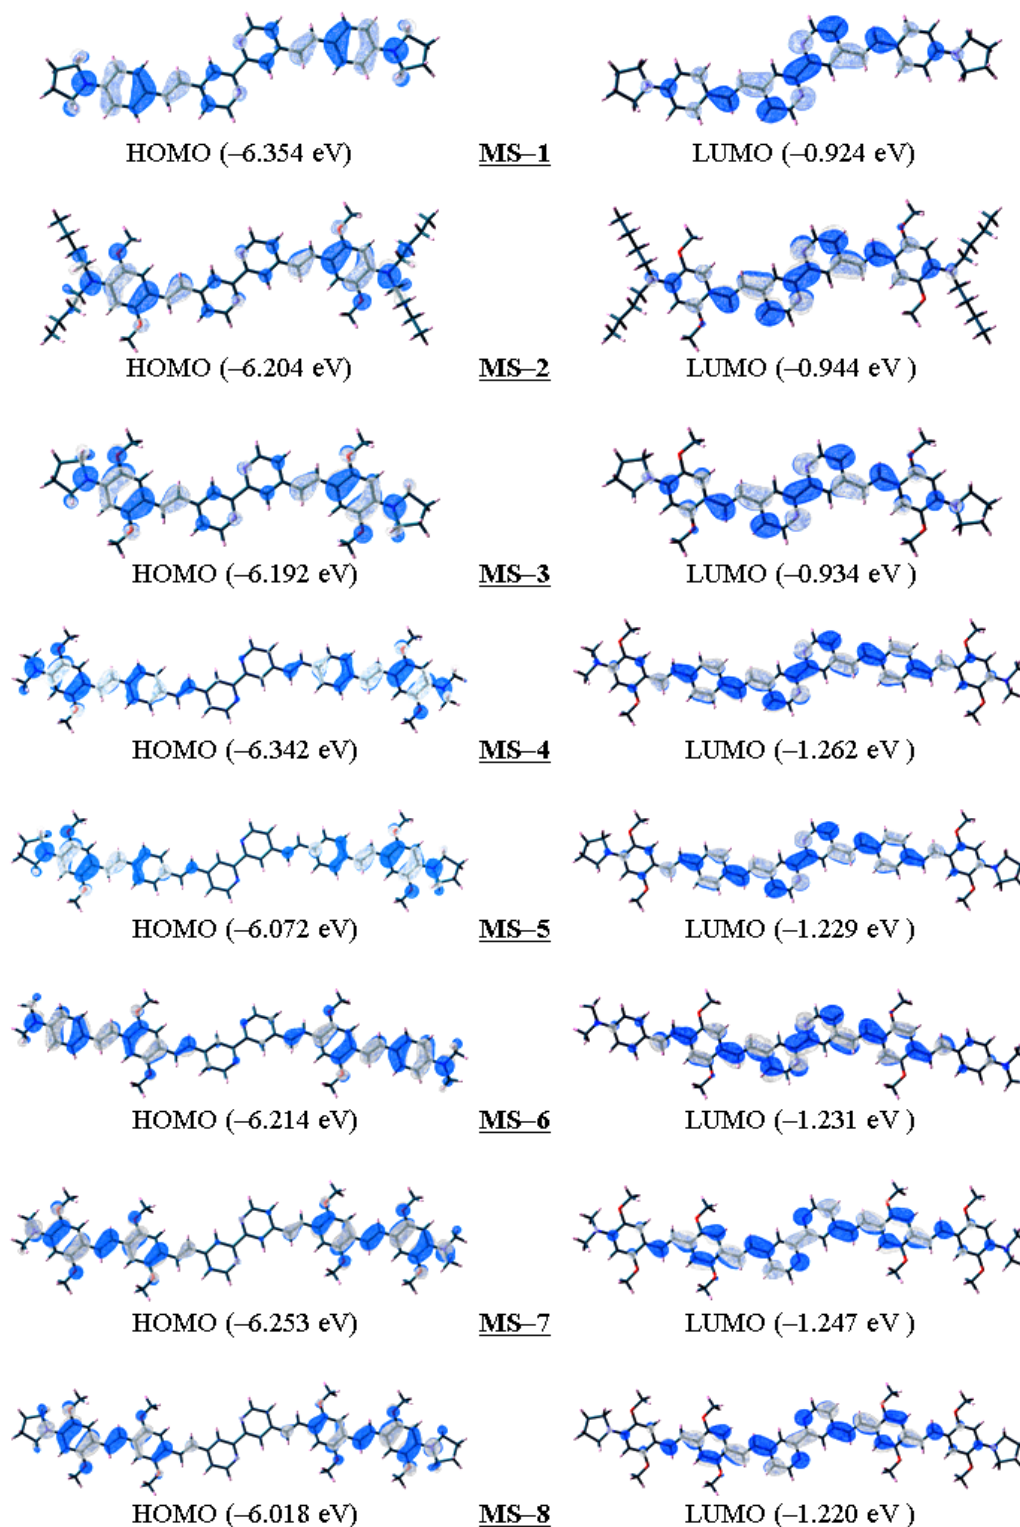 HOMO (–6.354 eV) MS–1 LUMO (–0.924 eV)
HOMO (–6.204 eV) MS–2 LUMO (–0.944 eV )
HOMO (–6.192 eV) MS–3 LUMO (–0.934 eV )
HOMO (–6.342 eV) MS–4 LUMO (–1.262 eV )
HOMO (–6.072 eV) MS–5 LUMO (–1.229 eV )
HOMO (–6.214 eV) MS–6 LUMO (–1.231 eV )
HOMO (–6.253 eV) MS–7 LUMO (–1.247 eV )
HOMO (–6.018 eV) MS–8 LUMO (–1.220 eV )